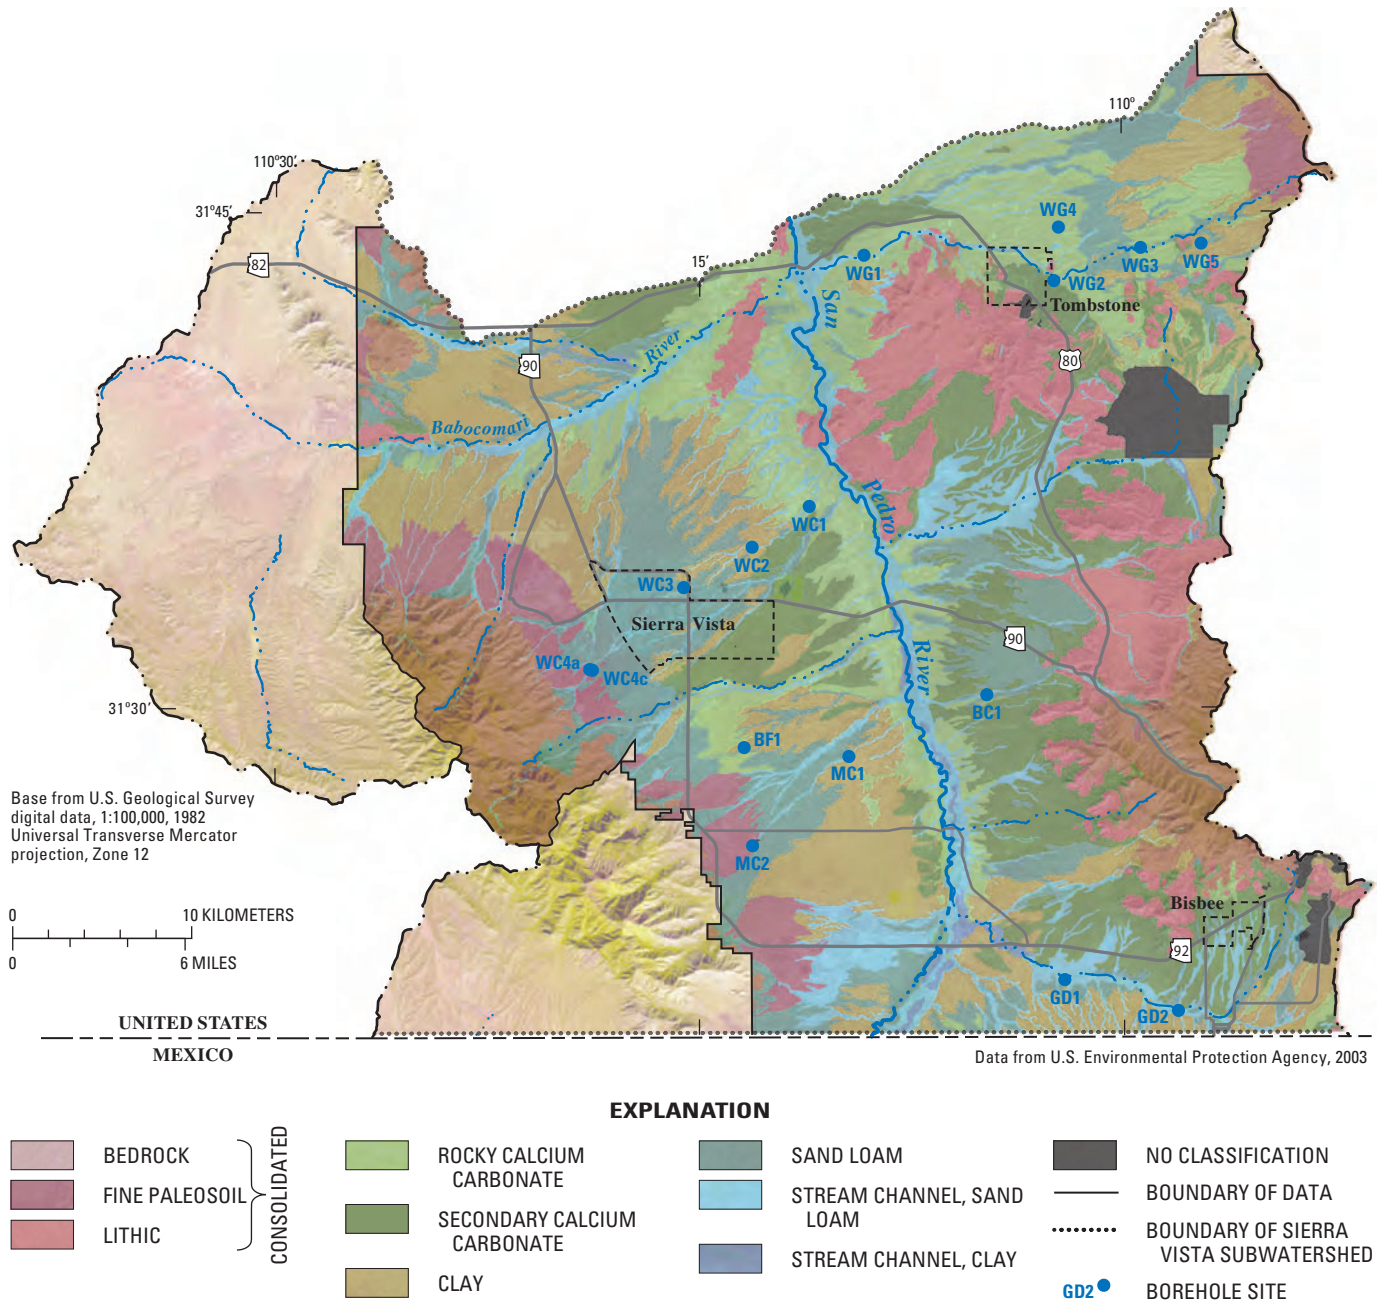 110°
110°30′
31°45′
82
15′
WG4
WG1
WG3
WG5
WG2
Tombstone
San
River
90
80
Babocomari
Pedro
WC1
WC2
WC3
Sierra Vista
90
WC4a
WC4c
River
31°30′
BC1
BF1
MC1
MC2
Base from U.S. Geological Survey
digital data, 1:100,000, 1982
Universal Transverse Mercator
projection, Zone 12
Bisbee
0 10 KILOMETERS
0 6 MILES
92
GD1
GD2
UNITED STATES
MEXICO
Data from U.S. Environmental Protection Agency, 2003
EXPLANATION
BEDROCK
FINE PALEOSOIL
LITHIC
CONSOLIDATED
ROCKY CALCIUM
CARBONATE
SECONDARY CALCIUM
CARBONATE
CLAY
SAND LOAM
STREAM CHANNEL, SAND
LOAM
STREAM CHANNEL, CLAY
NO CLASSIFICATION
BOUNDARY OF DATA
BOUNDARY OF SIERRA
VISTA SUBWATERSHED
GD2 BOREHOLE SITE